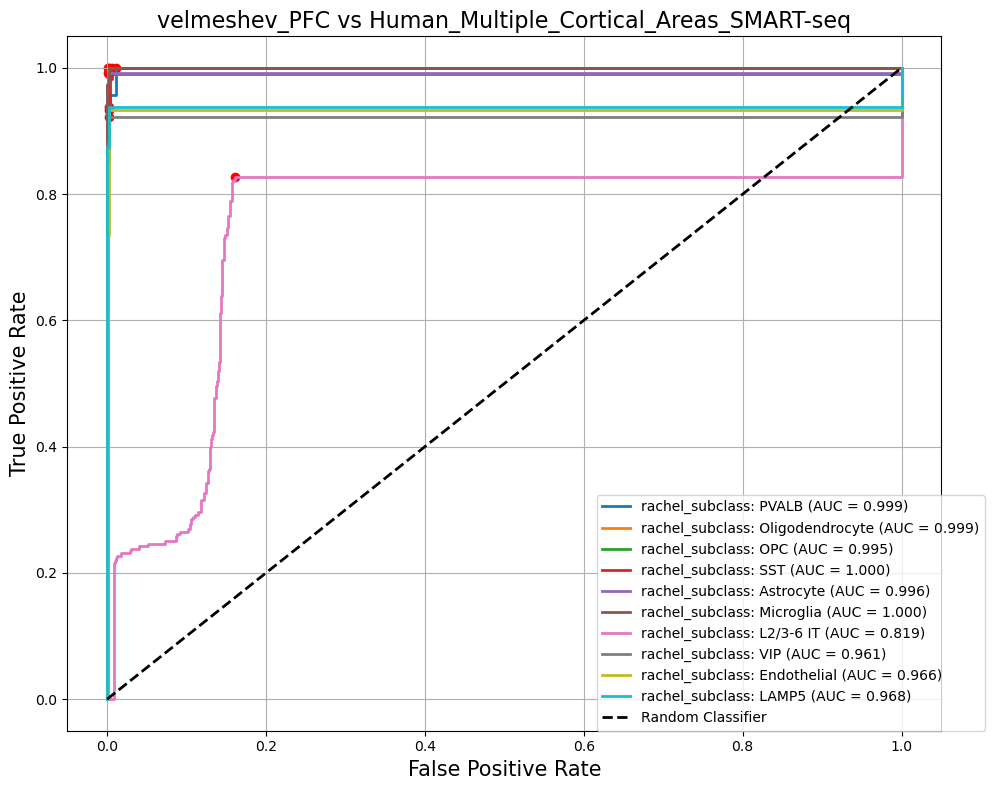 velmeshev_PFC vs Human_Multiple_Cortical_Areas_SMART-seq
True Positive Rate
1.0
0.8
0.6
0.4
0.2
0.0
rachel_subclass: PVALB (AUC = 0.999)
rachel_subclass: Oligodendrocyte (AUC = 0.999)
rachel_subclass: OPC (AUC = 0.995)
rachel_subclass: SST (AUC = 1.000)
rachel_subclass: Astrocyte (AUC = 0.996)
rachel_subclass: Microglia (AUC = 1.000)
rachel_subclass: L2/3-6 IT (AUC = 0.819)
rachel_subclass: VIP (AUC = 0.961)
rachel_subclass: Endothelial (AUC = 0.966)
rachel_subclass: LAMP5 (AUC = 0.968)
Random Classifier
0.0 0.2 0.4 0.6 0.8 1.0
False Positive Rate